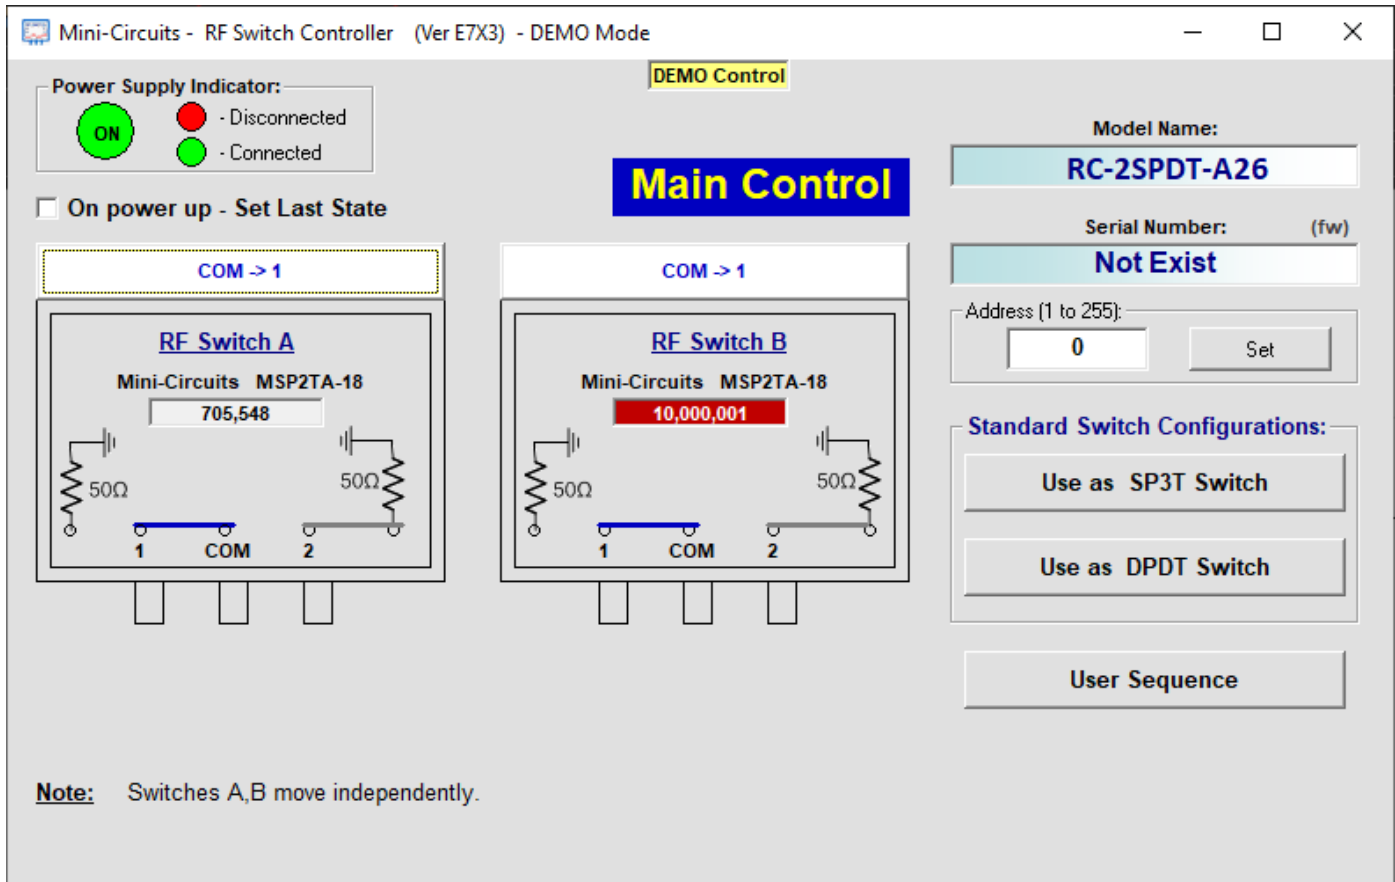 Mini-Circuits - RF Switch Controller (Ver E7X3) - DEMO Mode
DEMO Control
Power Supply Indicator:
ON
- Disconnected
- Connected
On power up - Set Last State
Main Control
Model Name:
RC-2SPDT-A26
Serial Number: (fw)
Not Exist
Address (1 to 255):
0
Set
COM -> 1
RF Switch A
Mini-Circuits MSP2TA-18
705,548
50Ω 50Ω
1 COM 2
COM -> 1
RF Switch B
Mini-Circuits MSP2TA-18
10,000,001
50Ω 50Ω
1 COM 2
Standard Switch Configurations:
Use as SP3T Switch
Use as DPDT Switch
User Sequence
Note: Switches A,B move independently.